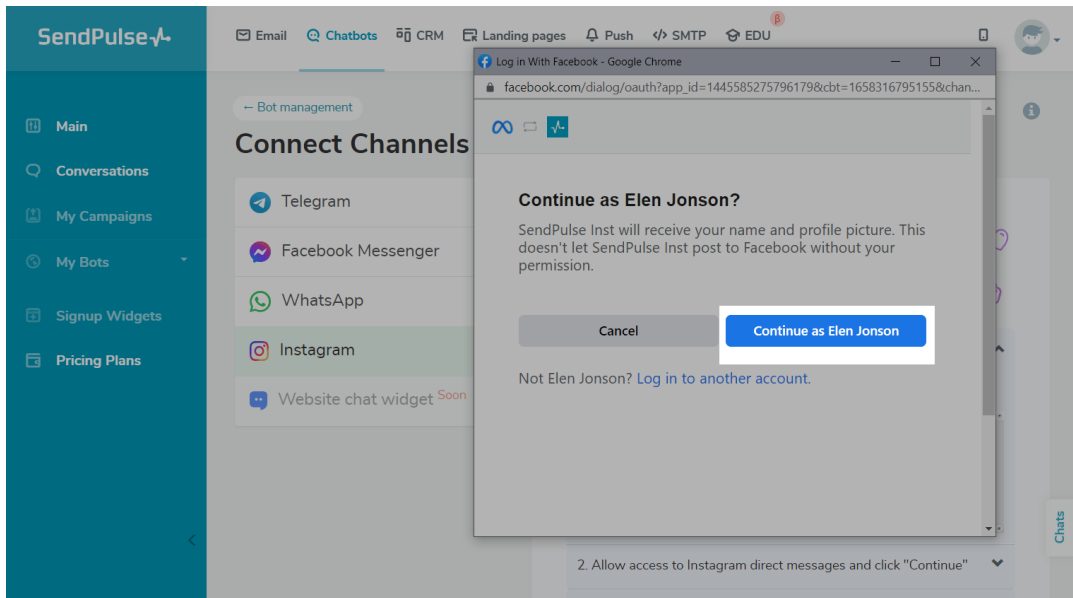 SendPulse
Email
Chatbots
CRM
Landing pages
Push
SMTP
EDU
β
Main
Conversations
My Campaigns
My Bots
Signup Widgets
Pricing Plans
← Bot management
Connect Channels
Telegram
Facebook Messenger
WhatsApp
Instagram
Website chat widget Soon
Log in With Facebook - Google Chrome
facebook.com/dialog/oauth?app_id=1445585275796179&cbt=1658316795155&chan...
Continue as Elen Jonson?
SendPulse Inst will receive your name and profile picture. This
doesn't let SendPulse Inst post to Facebook without your
permission.
Cancel
Continue as Elen Jonson
Not Elen Jonson? Log in to another account.
2. Allow access to Instagram direct messages and click "Continue"
Chats